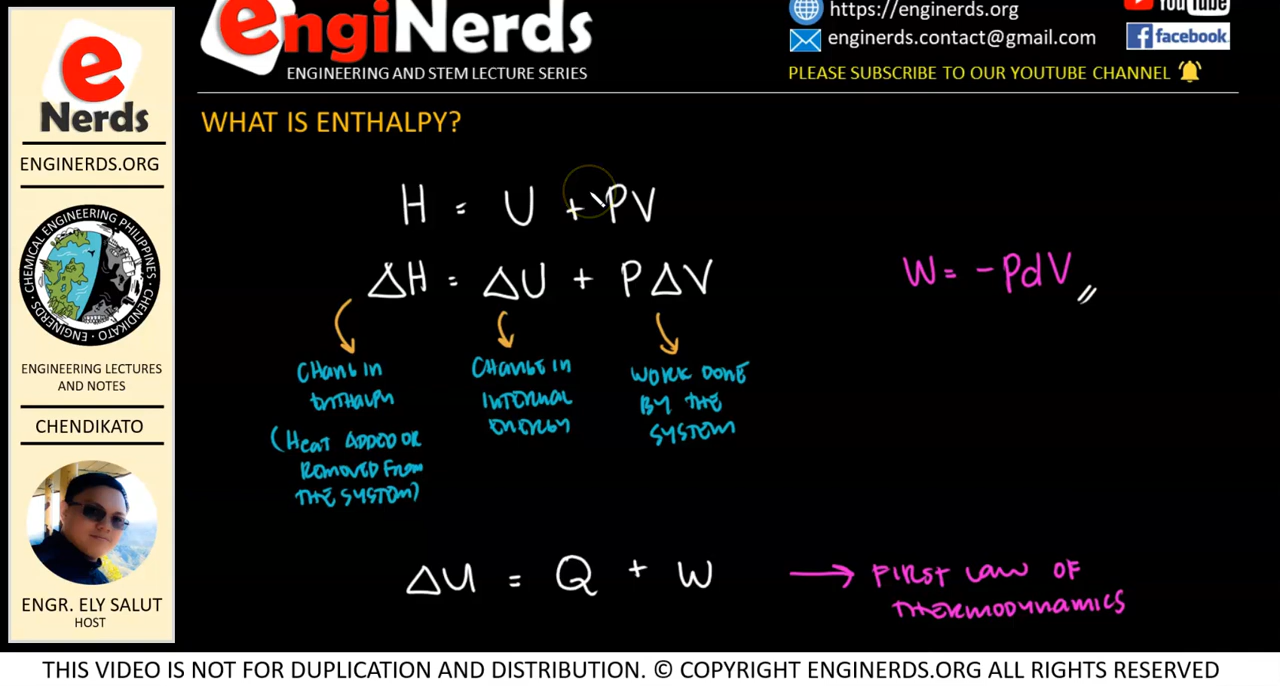 engiNerds
ENGINEERING AND STEM LECTURE SERIES
https://enginerds.org
enginerds.contact@gmail.com
YouTube
facebook
PLEASE SUBSCRIBE TO OUR YOUTUBE CHANNEL
e
Nerds
ENGINERDS.ORG
CHEMICAL ENGINEERING PHILIPPINES
CHENDIKATO
ENGINERDS
ENGINEERING LECTURES
AND NOTES
CHENDIKATO
ENGR. ELY SALUT
HOST
WHAT IS ENTHALPY?
H = U + PV
ΔH = ΔU + PΔV
W = -PdV
CHANGE IN
ENTHALPY
(HEAT ADDED OR
REMOVED FROM
THE SYSTEM)
CHANGE IN
INTERNAL
ENERGY
WORK DONE
BY THE
SYSTEM
ΔU = Q + W
FIRST LAW OF
THERMODYNAMICS
THIS VIDEO IS NOT FOR DUPLICATION AND DISTRIBUTION. © COPYRIGHT ENGINERDS.ORG ALL RIGHTS RESERVED